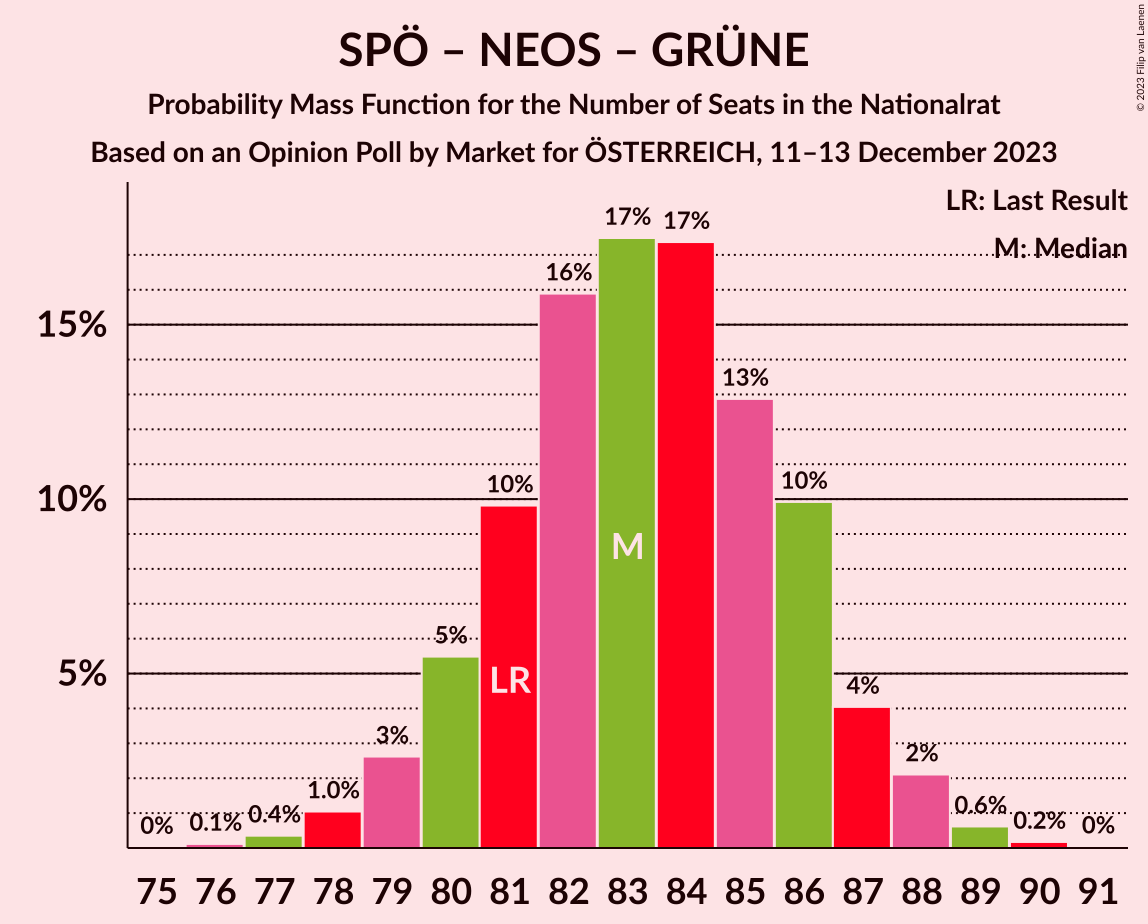 SPÖ – NEOS – GRÜNE
Probability Mass Function for the Number of Seats in the Nationalrat
Based on an Opinion Poll by Market for ÖSTERREICH, 11–13 December 2023
© 2023 Filip van Laenen
LR: Last Result
M: Median
15%
10%
5%
0%
0.1%
0.4%
1.0%
3%
5%
10%
16%
17%
17%
13%
10%
4%
2%
0.6%
0.2%
0%
LR
M
75 76 77 78 79 80 81 82 83 84 85 86 87 88 89 90 91